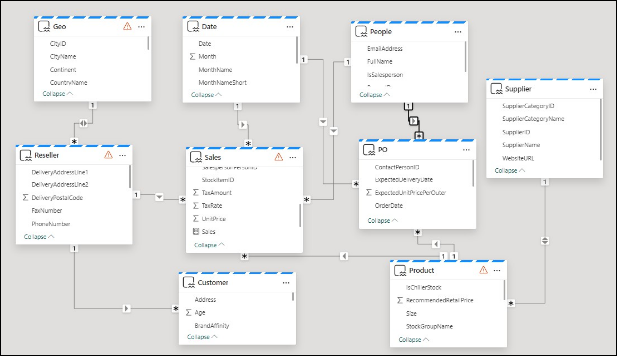 Geo
CityID
CityName
Continent
CountryName
Collapse
Date
Date
Month
MonthName
MonthNameShort
Collapse
People
EmailAddress
FullName
IsSalesperson
Collapse
Supplier
SupplierCategoryID
SupplierCategoryName
SupplierID
SupplierName
WebsiteURL
Collapse
Reseller
DeliveryAddressLine1
DeliveryAddressLine2
DeliveryPostalCode
FaxNumber
PhoneNumber
Collapse
Sales
StockItemID
TaxAmount
TaxRate
UnitPrice
Sales
Collapse
PO
ContactPersonID
ExpectedDeliveryDate
ExpectedUnitPricePerOuter
OrderDate
Collapse
Customer
Address
Age
BrandAffinity
Collapse
Product
IsChillerStock
RecommendedRetailPrice
Size
StockGroupName
Collapse
1
1
1
1
1
1
1
1
1
1
1